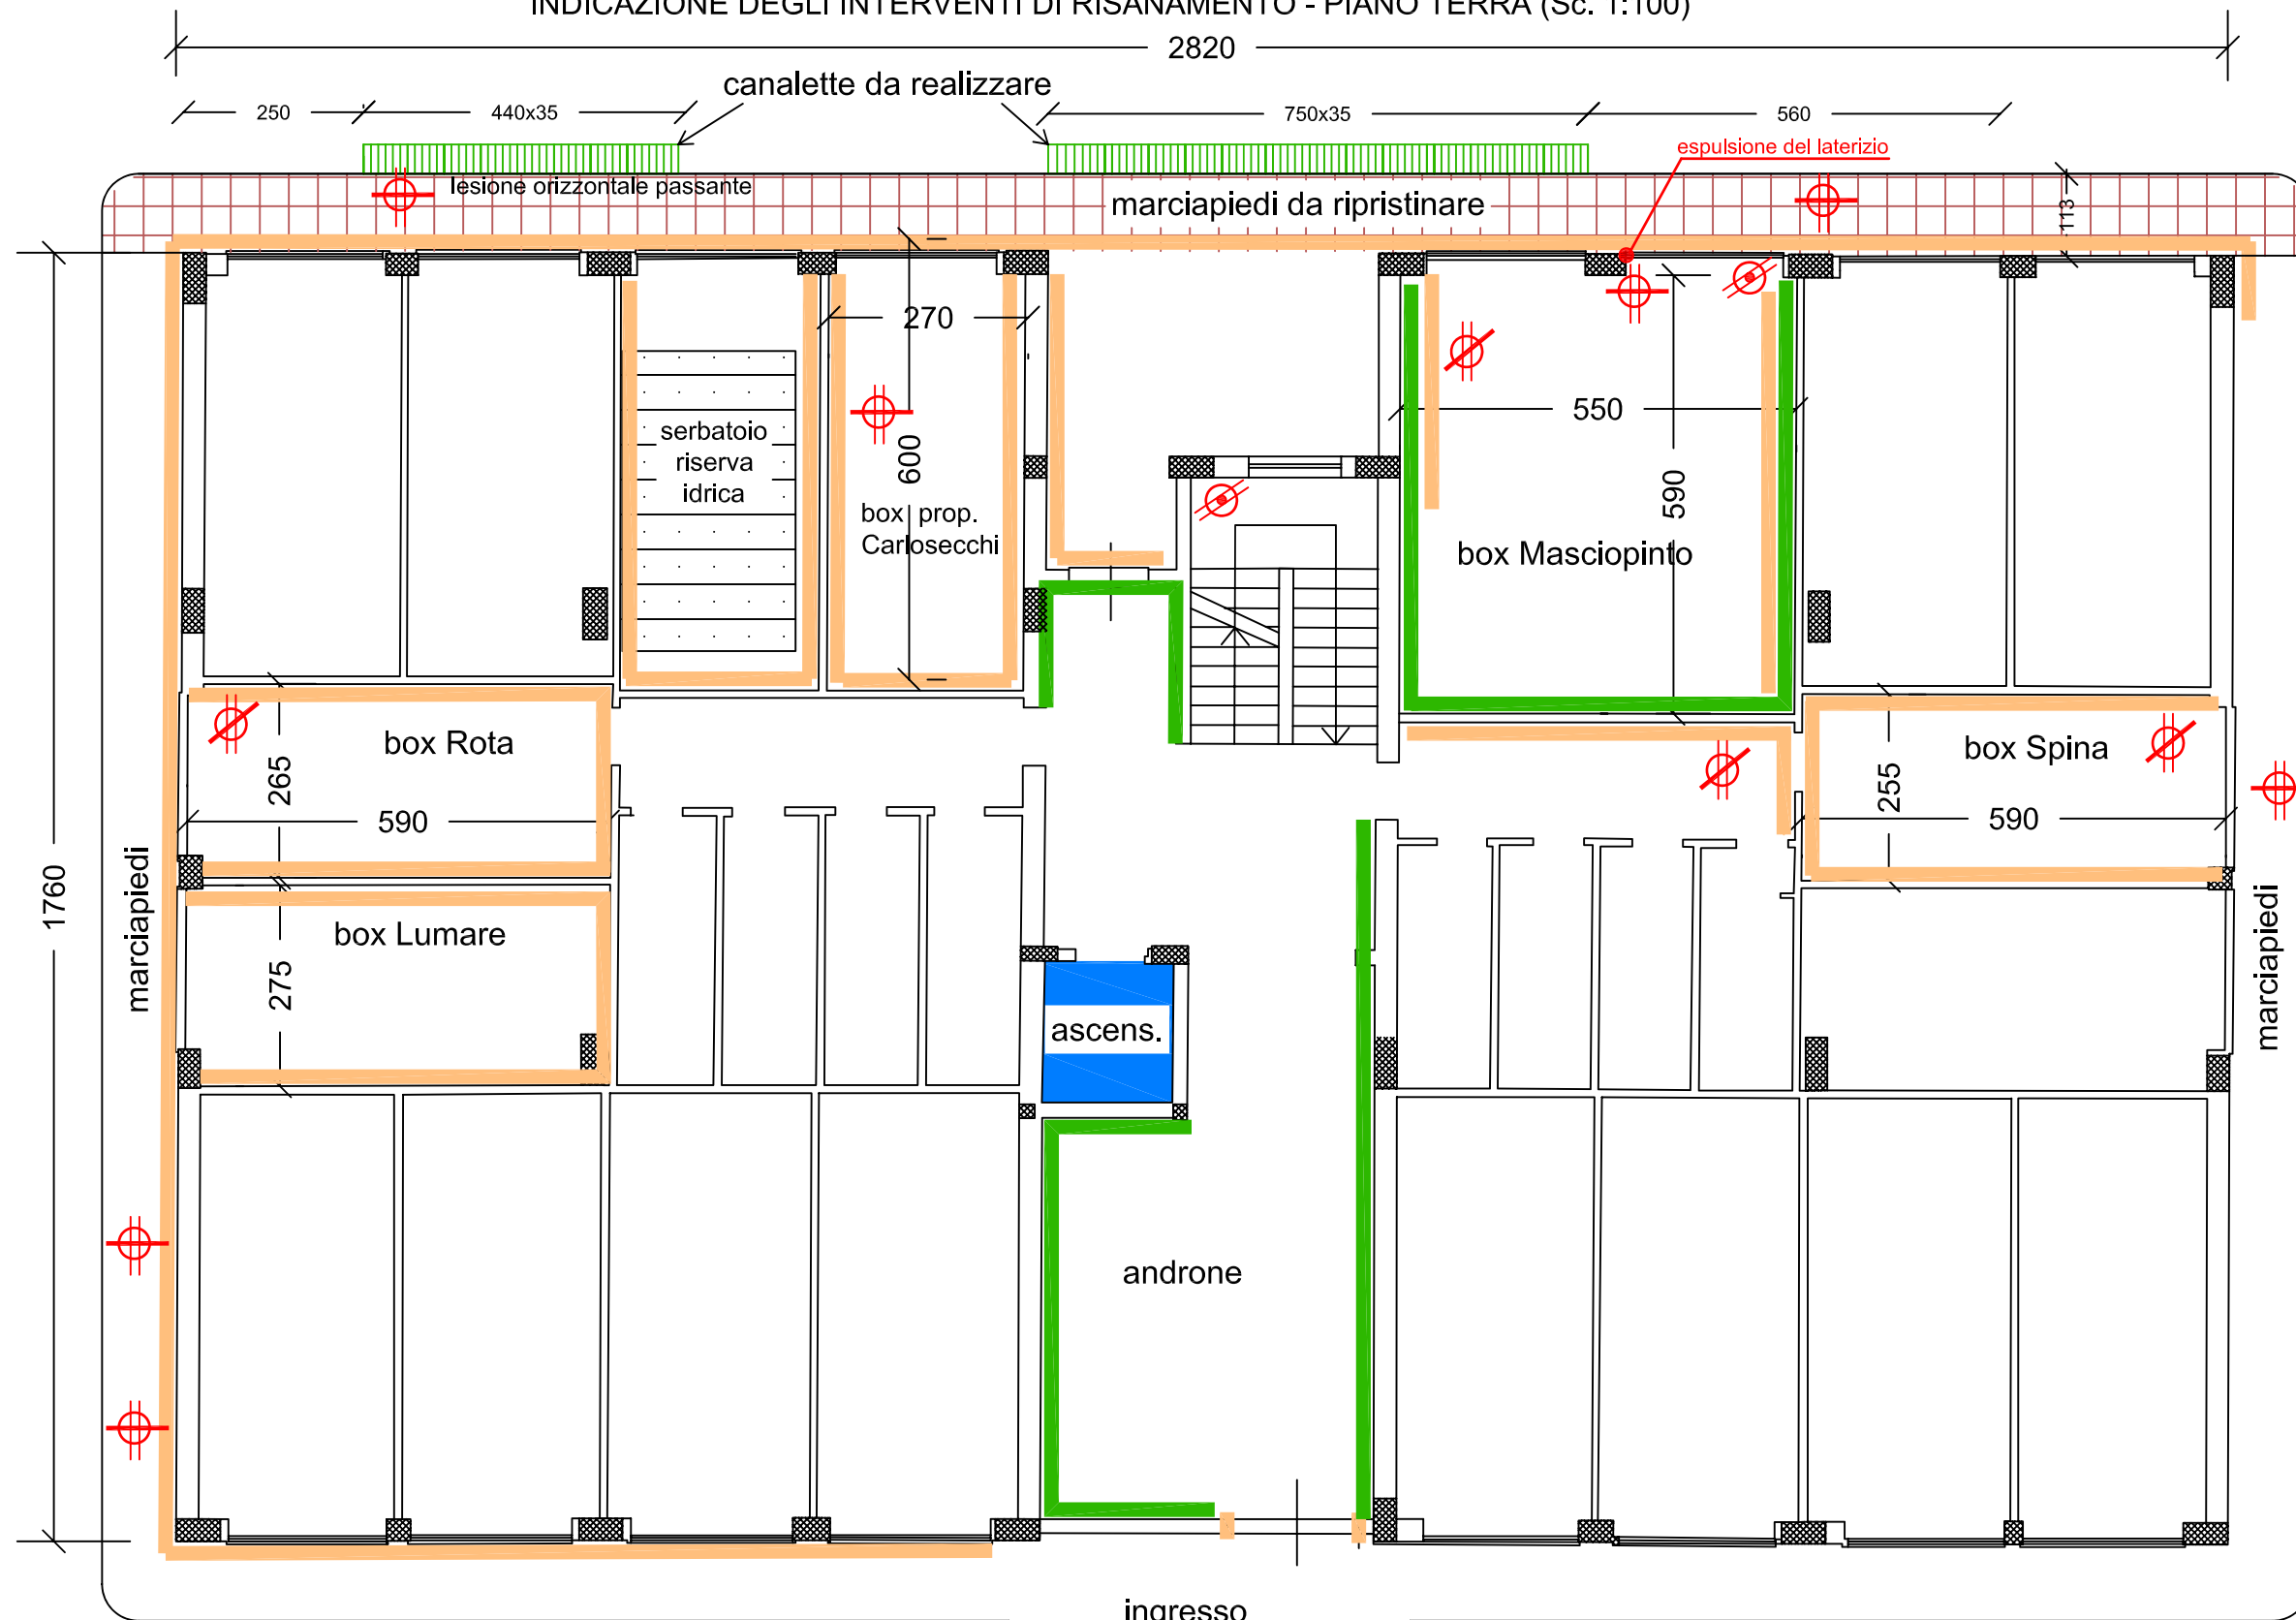 INDICAZIONE DEGLI INTERVENTI DI RISANAMENTO - PIANO TERRA (Sc. 1:100)
2820
canalette da realizzare
250
440x35
750x35
560
espulsione del laterizio
lesione orizzontale passante
marciapiedi da ripristinare
113
270
550
serbatoio
riserva
idrica
600
590
box prop.
Carlosecchi
box Masciopinto
box Rota
box Spina
265
255
590
590
1760
marciapiedi
box Lumare
275
marciapiedi
ascens.
androne
ingresso